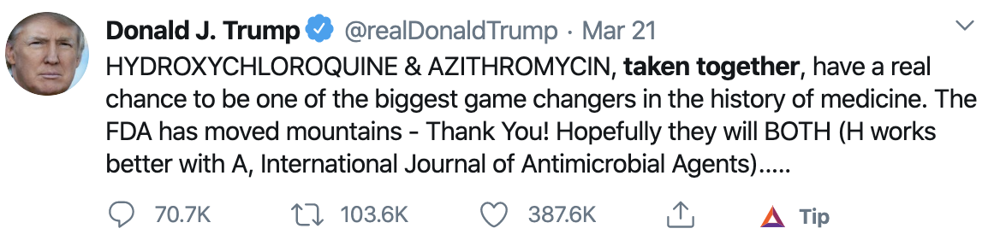 Donald J. Trump @realDonaldTrump · Mar 21
HYDROXYCHLOROQUINE & AZITHROMYCIN, taken together, have a real
chance to be one of the biggest game changers in the history of medicine. The
FDA has moved mountains - Thank You! Hopefully they will BOTH (H works
better with A, International Journal of Antimicrobial Agents).....
70.7K 103.6K 387.6K Tip